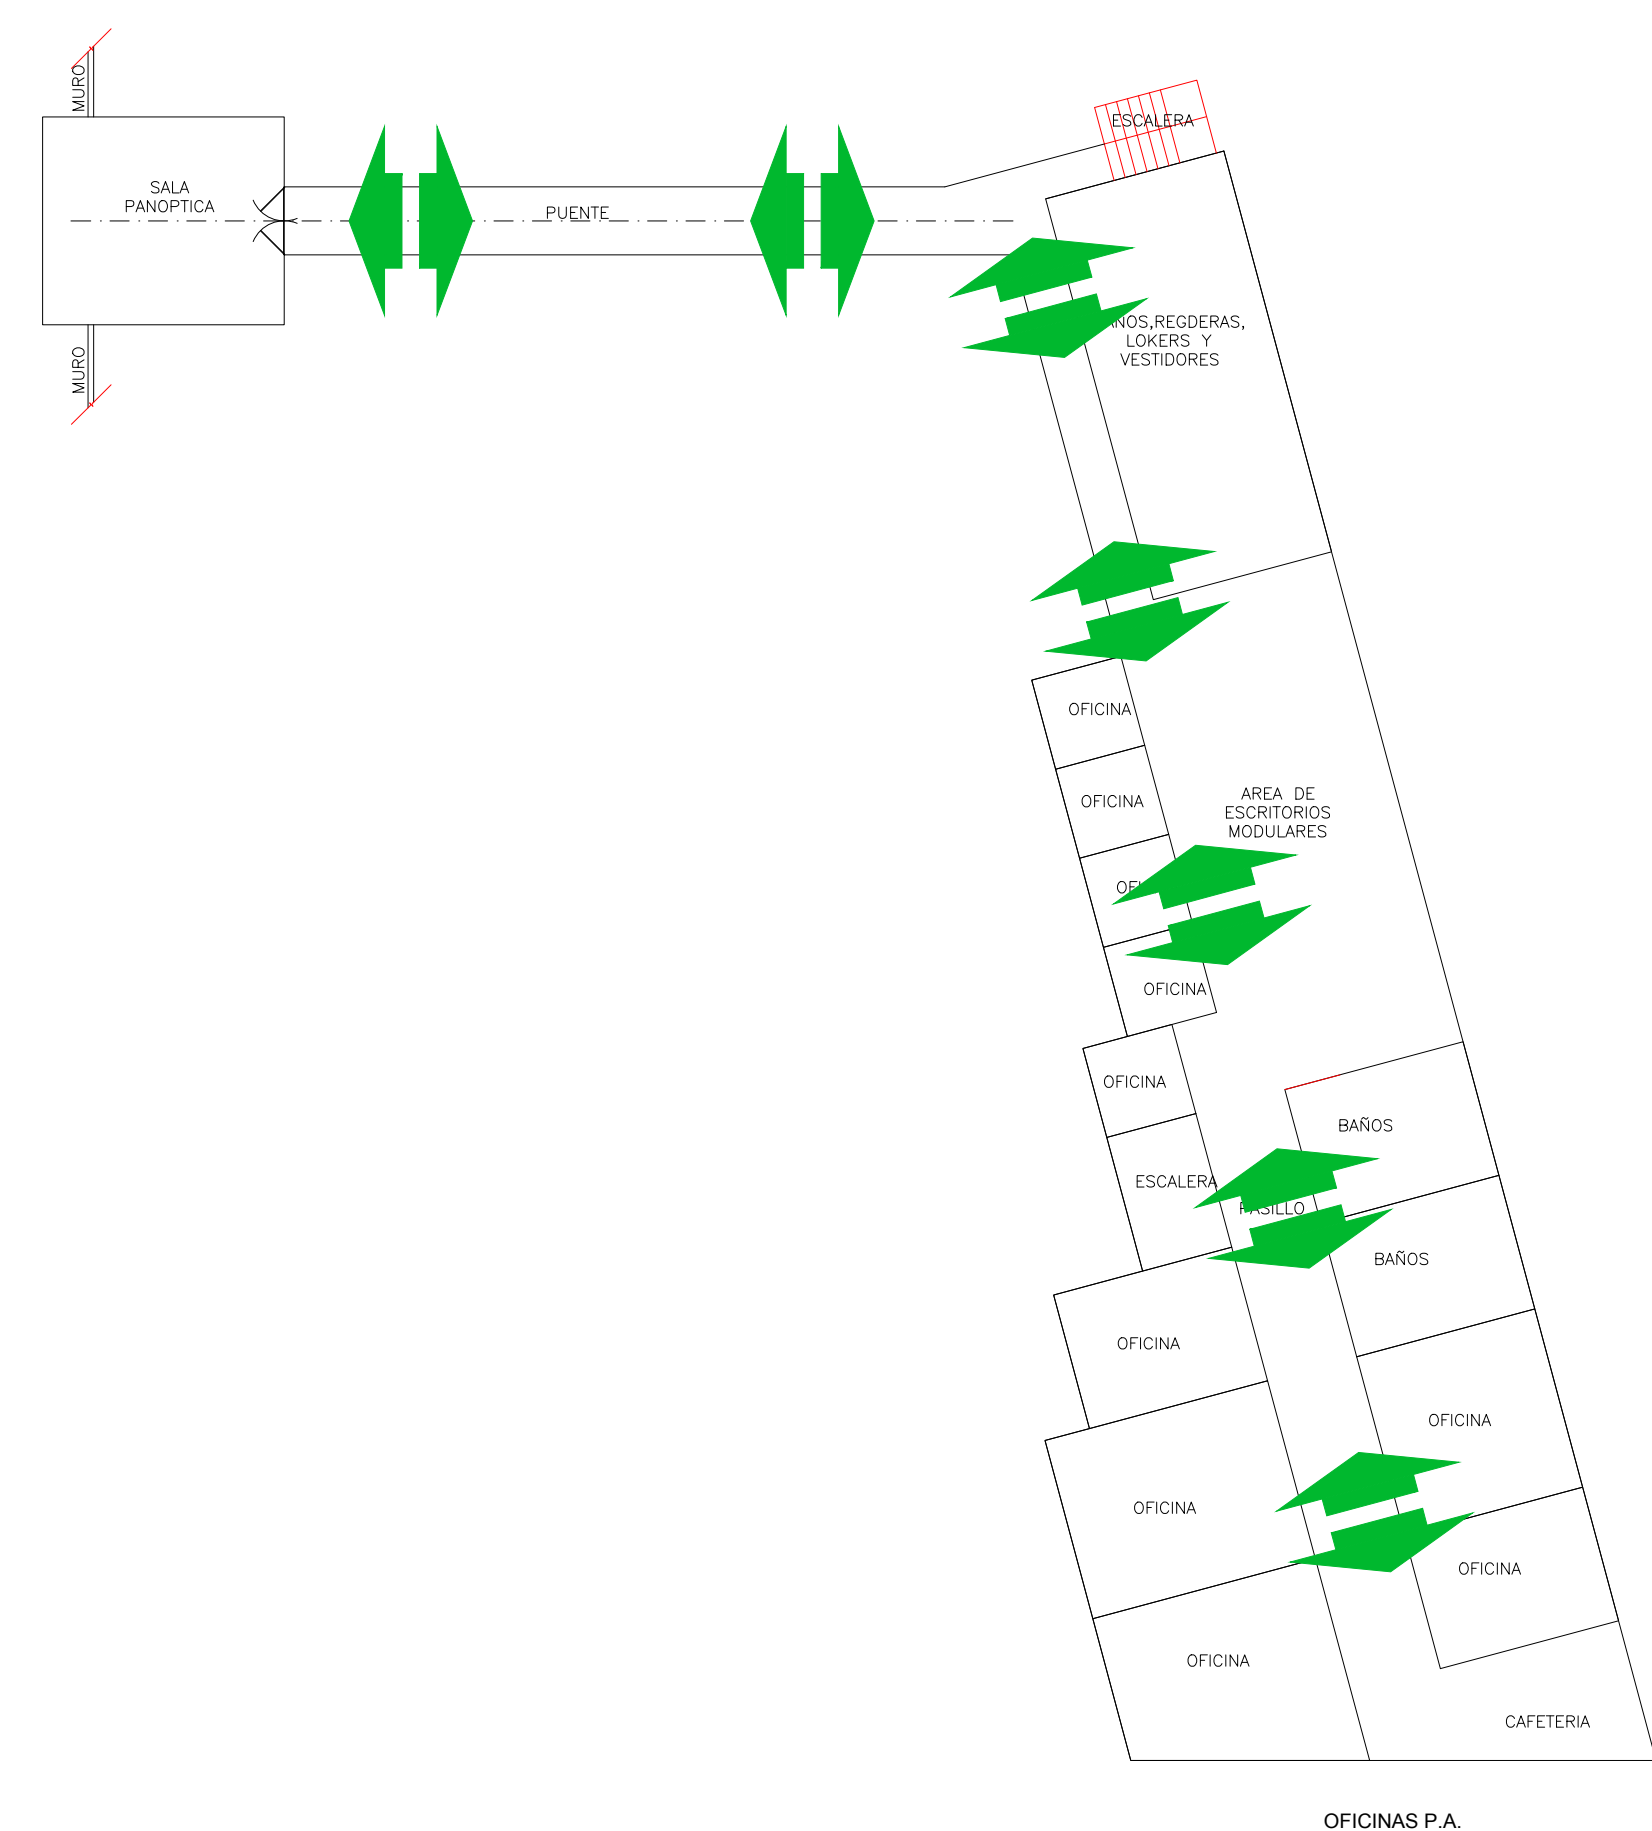 MURO
ESCALERA
SALA
PANOPTICA
PUENTE
REGDERAS,
LOKERS Y
VESTIDORES
MURO
OFICINA
OFICINA
AREA DE
ESCRITORIOS
MODULARES
OFICINA
OFICINA
BAÑOS
ESCALERA
PASILLO
BAÑOS
OFICINA
OFICINA
OFICINA
OFICINA
OFICINA
CAFETERIA
OFICINAS P.A.